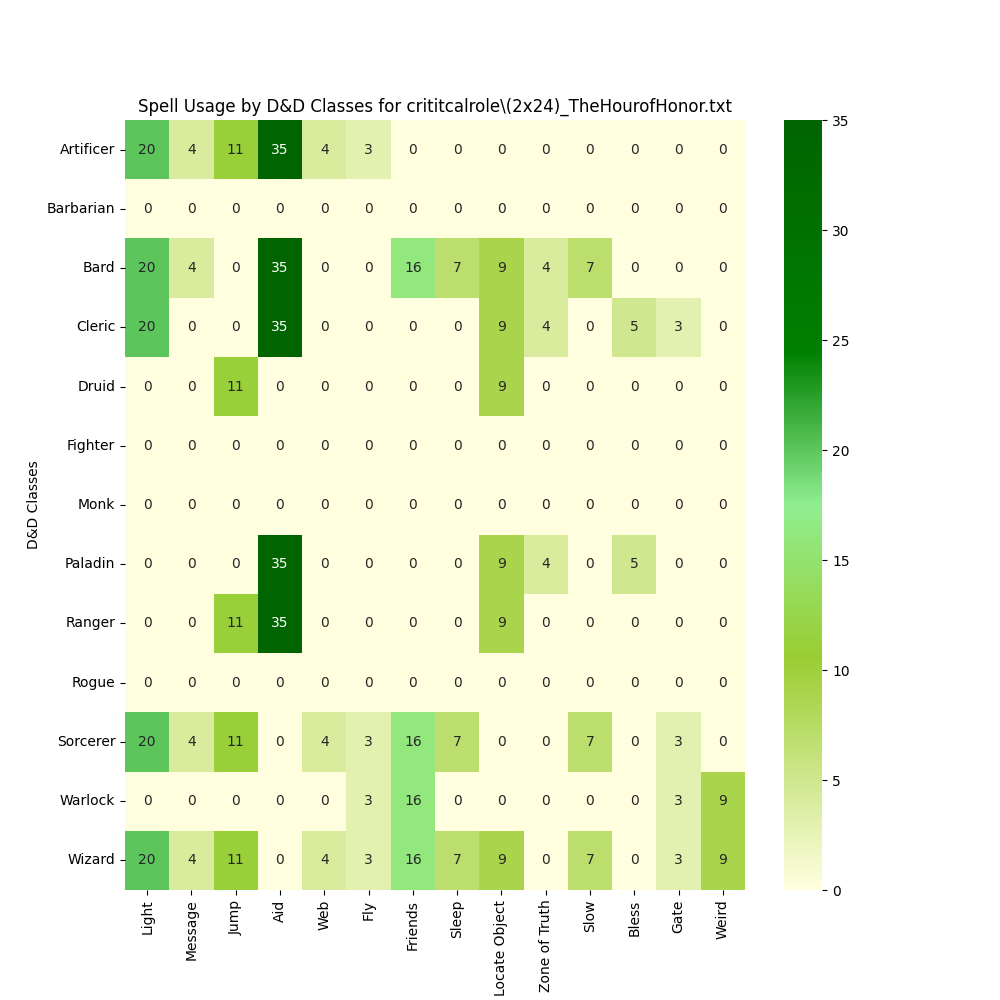 Spell Usage by D&D Classes for crititcalrole\(2x24)_TheHourofHonor.txt
D&D Classes
Artificer 20 4 11 35 4 3 0 0 0 0 0 0 0 0
Barbarian 0 0 0 0 0 0 0 0 0 0 0 0 0 0
Bard 20 4 0 35 0 0 16 7 9 4 7 0 0 0
Cleric 20 0 0 35 0 0 0 0 9 4 0 5 3 0
Druid 0 0 11 0 0 0 0 0 9 0 0 0 0 0
Fighter 0 0 0 0 0 0 0 0 0 0 0 0 0 0
Monk 0 0 0 0 0 0 0 0 0 0 0 0 0 0
Paladin 0 0 0 35 0 0 0 0 9 4 0 5 0 0
Ranger 0 0 11 35 0 0 0 0 9 0 0 0 0 0
Rogue 0 0 0 0 0 0 0 0 0 0 0 0 0 0
Sorcerer 20 4 11 0 4 3 16 7 0 0 7 0 3 0
Warlock 0 0 0 0 0 3 16 0 0 0 0 0 3 9
Wizard 20 4 11 0 4 3 16 7 9 0 7 0 3 9
Light
Message
Jump
Aid
Web
Fly
Friends
Sleep
Locate Object
Zone of Truth
Slow
Bless
Gate
Weird
35
30
25
20
15
10
5
0